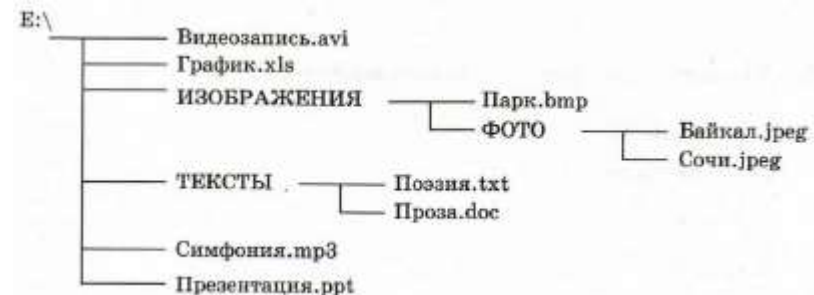 E:\
Видеозапись.avi
График.xls
ИЗОБРАЖЕНИЯ Парк.bmp
ФОТО Байкал.jpeg
Сочи.jpeg
ТЕКСТЫ Поэзия.txt
Проза.doc
Симфония.mp3
Презентация.ppt